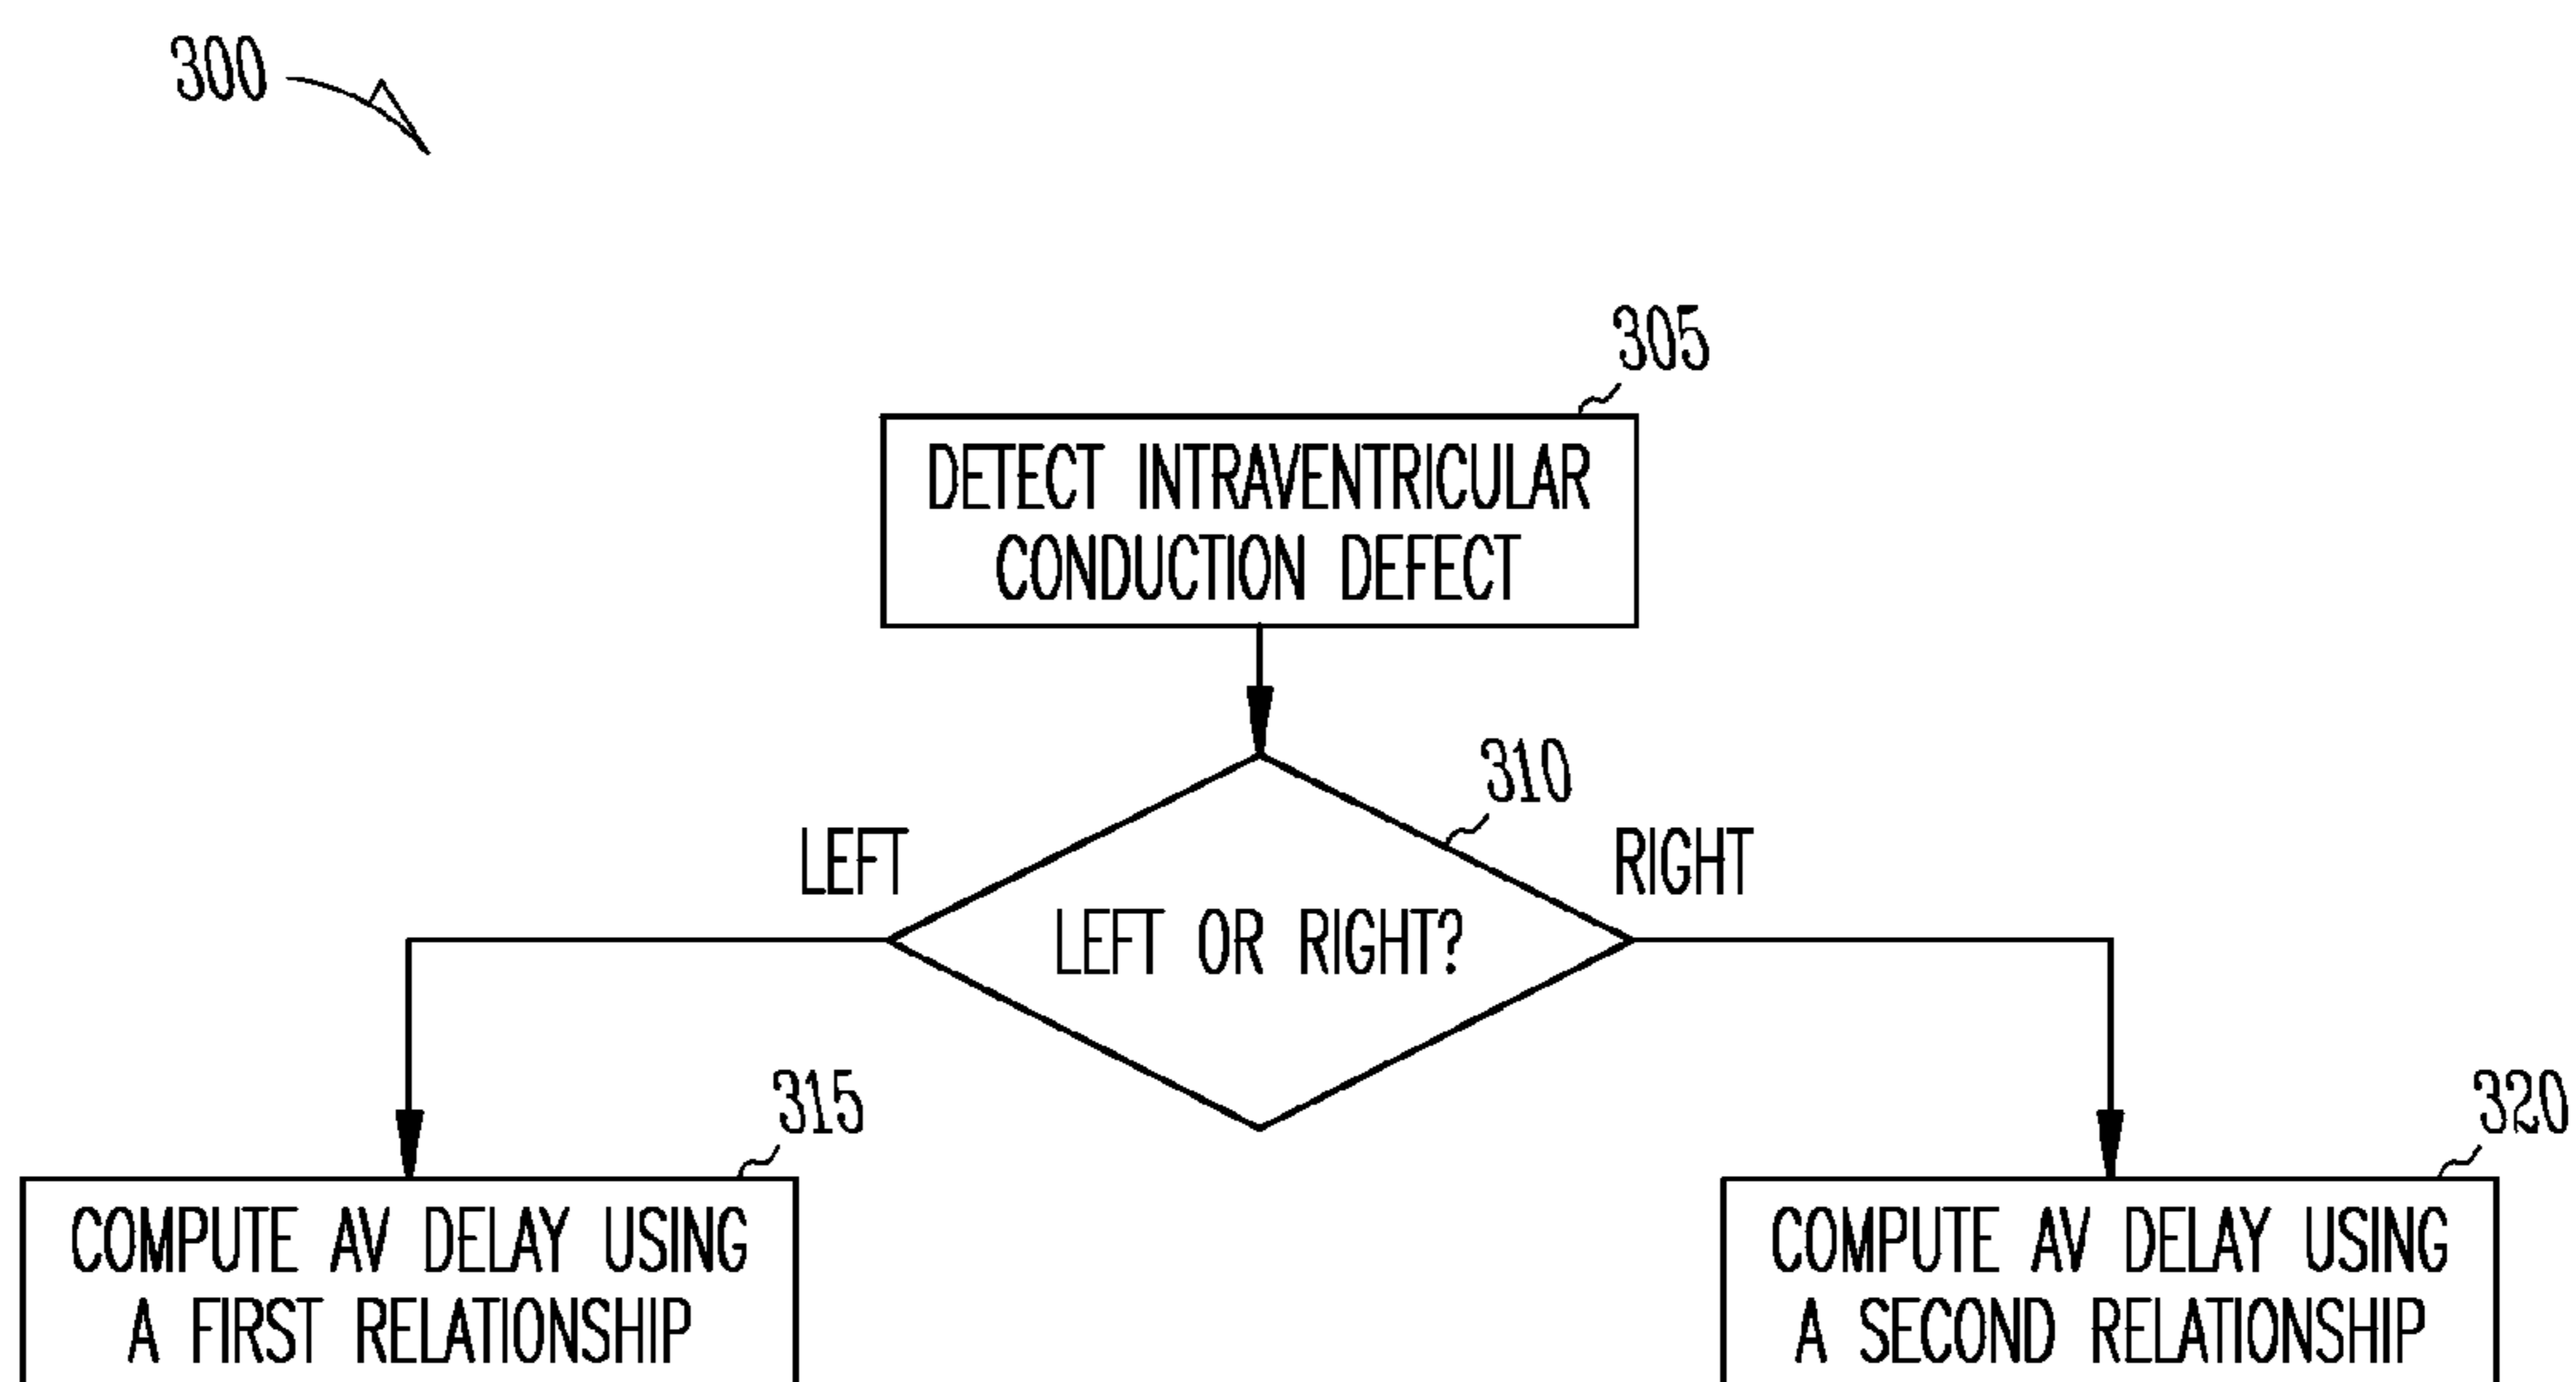 300
305
DETECT INTRAVENTRICULAR
CONDUCTION DEFECT
310
LEFT
RIGHT
LEFT OR RIGHT?
315
320
COMPUTE AV DELAY USING
A FIRST RELATIONSHIP
COMPUTE AV DELAY USING
A SECOND RELATIONSHIP